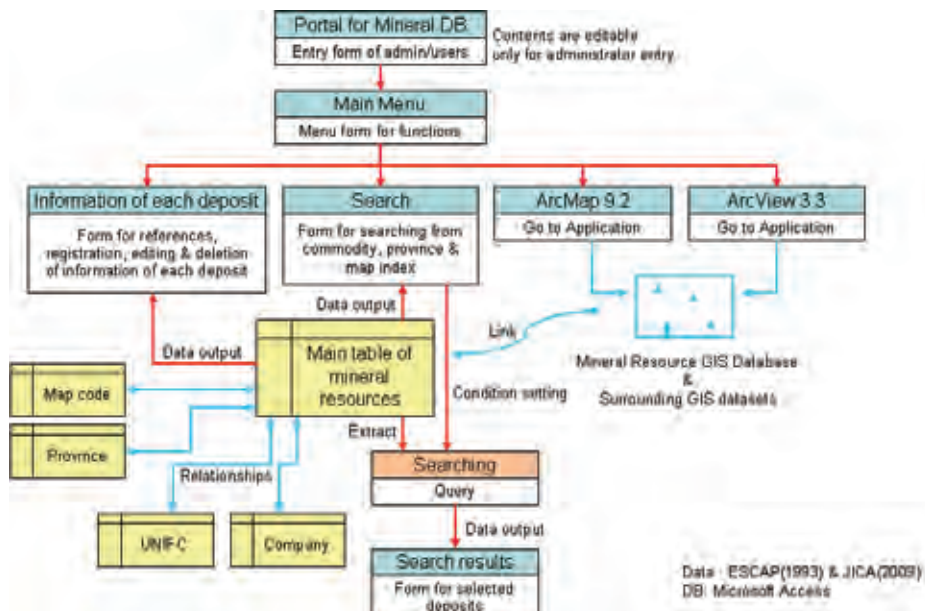 Portal for Mineral DB
Entry form of admin/users
Contents are editable
only for administrator entry
Main Menu
Menu form for functions
Information of each deposit
Form for references,
registration, editing & deletion
of information of each deposit
Search
Form for searching from
commodity, province &
map index
ArcMap 9.2
Go to Application
ArcView 3.3
Go to Application
Data output
Data output
Link
Main table of
mineral
resources
Mineral Resource GIS Database
&
Surrounding GIS datasets
Map code
Province
Condition setting
Extract
Relationships
Searching
Query
UNFC
Company
Data output
Search results
Form for selected
deposits
Data : ESCAP(1993) & JICA(2009)
DB: Microsoft Access